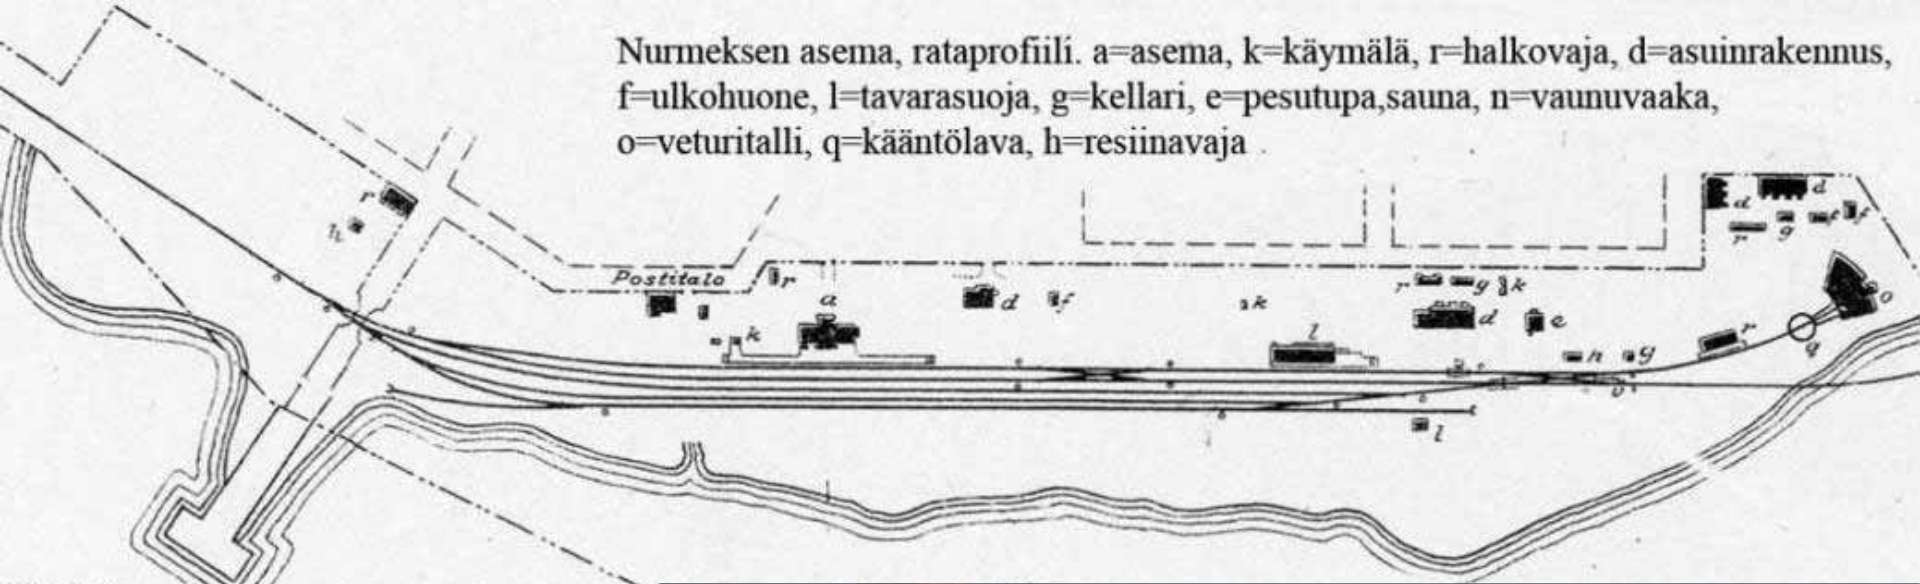 Nurmeksen asema, rataprofiili. a=asema, k=käymälä, r=halkovaja, d=asuinrakennus,
f=ulkohuone, l=tavarasuoja, g=kellari, e=pesutupa,sauna, n=vaunuvaaka,
o=veturitalli, q=kääntölava, h=resiinavaja
d d
r g f f
r
h
Postitalo r
a
d f
k
r g k
o
k
l
d e
r
q
h g
l